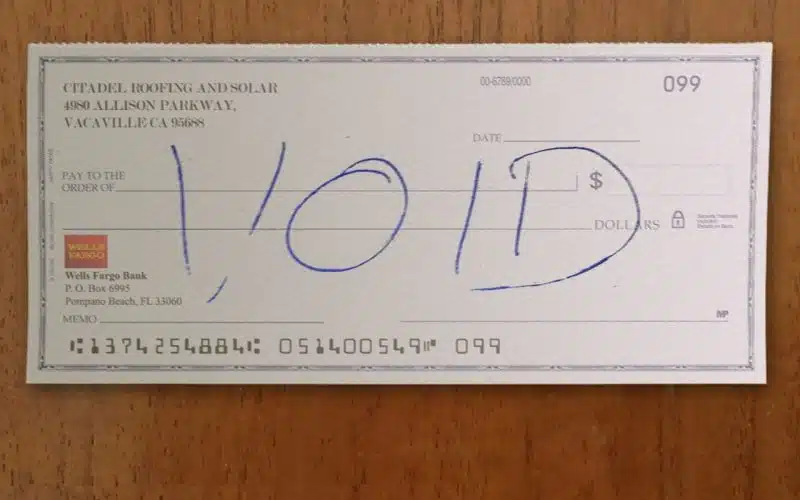 CITADEL ROOFING AND SOLAR
4980 ALLISON PARKWAY,
VACAVILLE CA 95688
00-6789/0000
099
DATE
PAY TO THE
ORDER OF
$
DOLLARS
VOID
WELLS
FARGO
Wells Fargo Bank
P. O. Box 6995
Pompano Beach, FL 33060
MEMO
MP
⑆1374254884⑆ 051400549⑈ 099